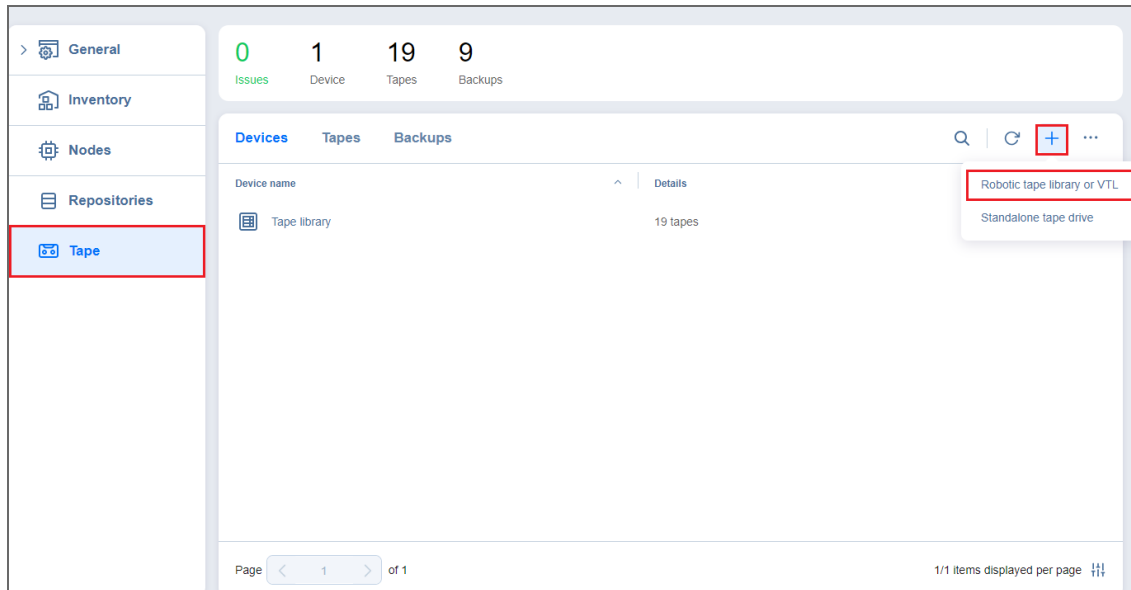 General
Inventory
Nodes
Repositories
Tape
0 1 19 9
Issues Device Tapes Backups
Devices Tapes Backups
Device name Details
Robotic tape library or VTL
Tape library 19 tapes
Standalone tape drive
Page 1 of 1
1/1 items displayed per page